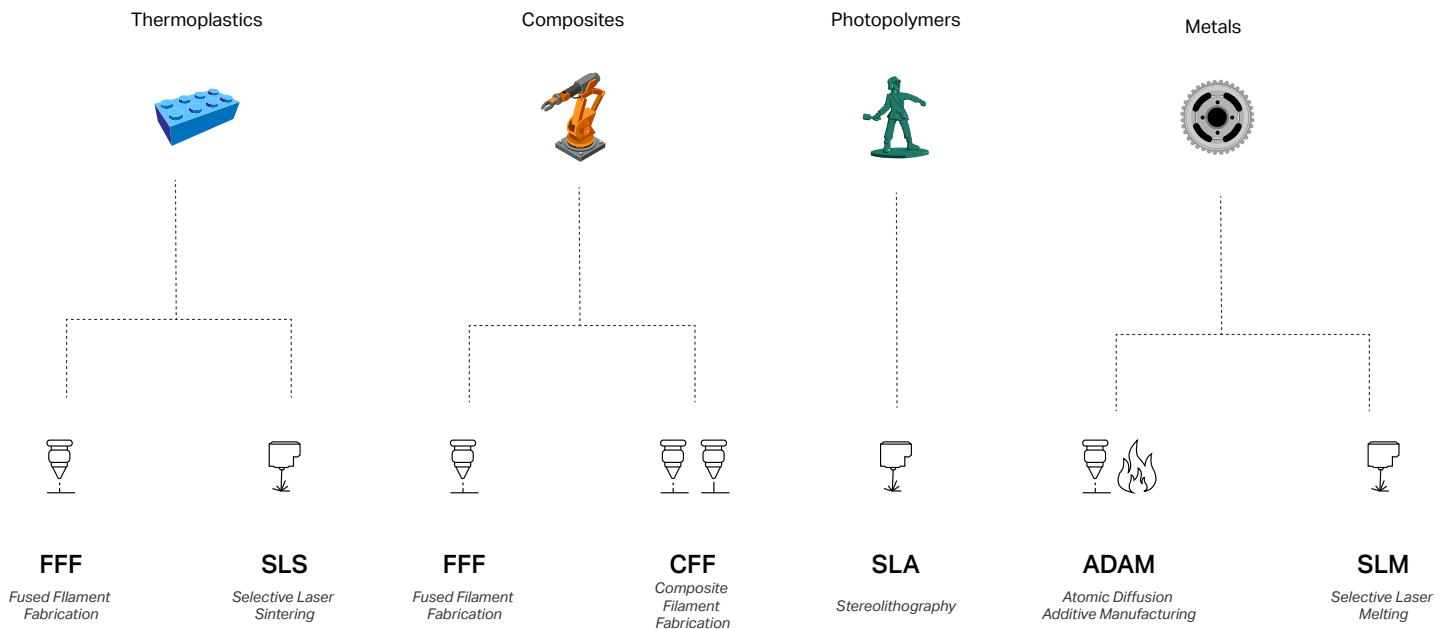 Thermoplastics
Composites
Photopolymers
Metals
FFF
Fused FIlament
Fabrication
SLS
Selective Laser
Sintering
FFF
Fused Filament
Fabrication
CFF
Composite
Filament
Fabrication
SLA
Stereolithography
ADAM
Atomic Diffusion
Additive Manufacturing
SLM
Selective Laser
Melting